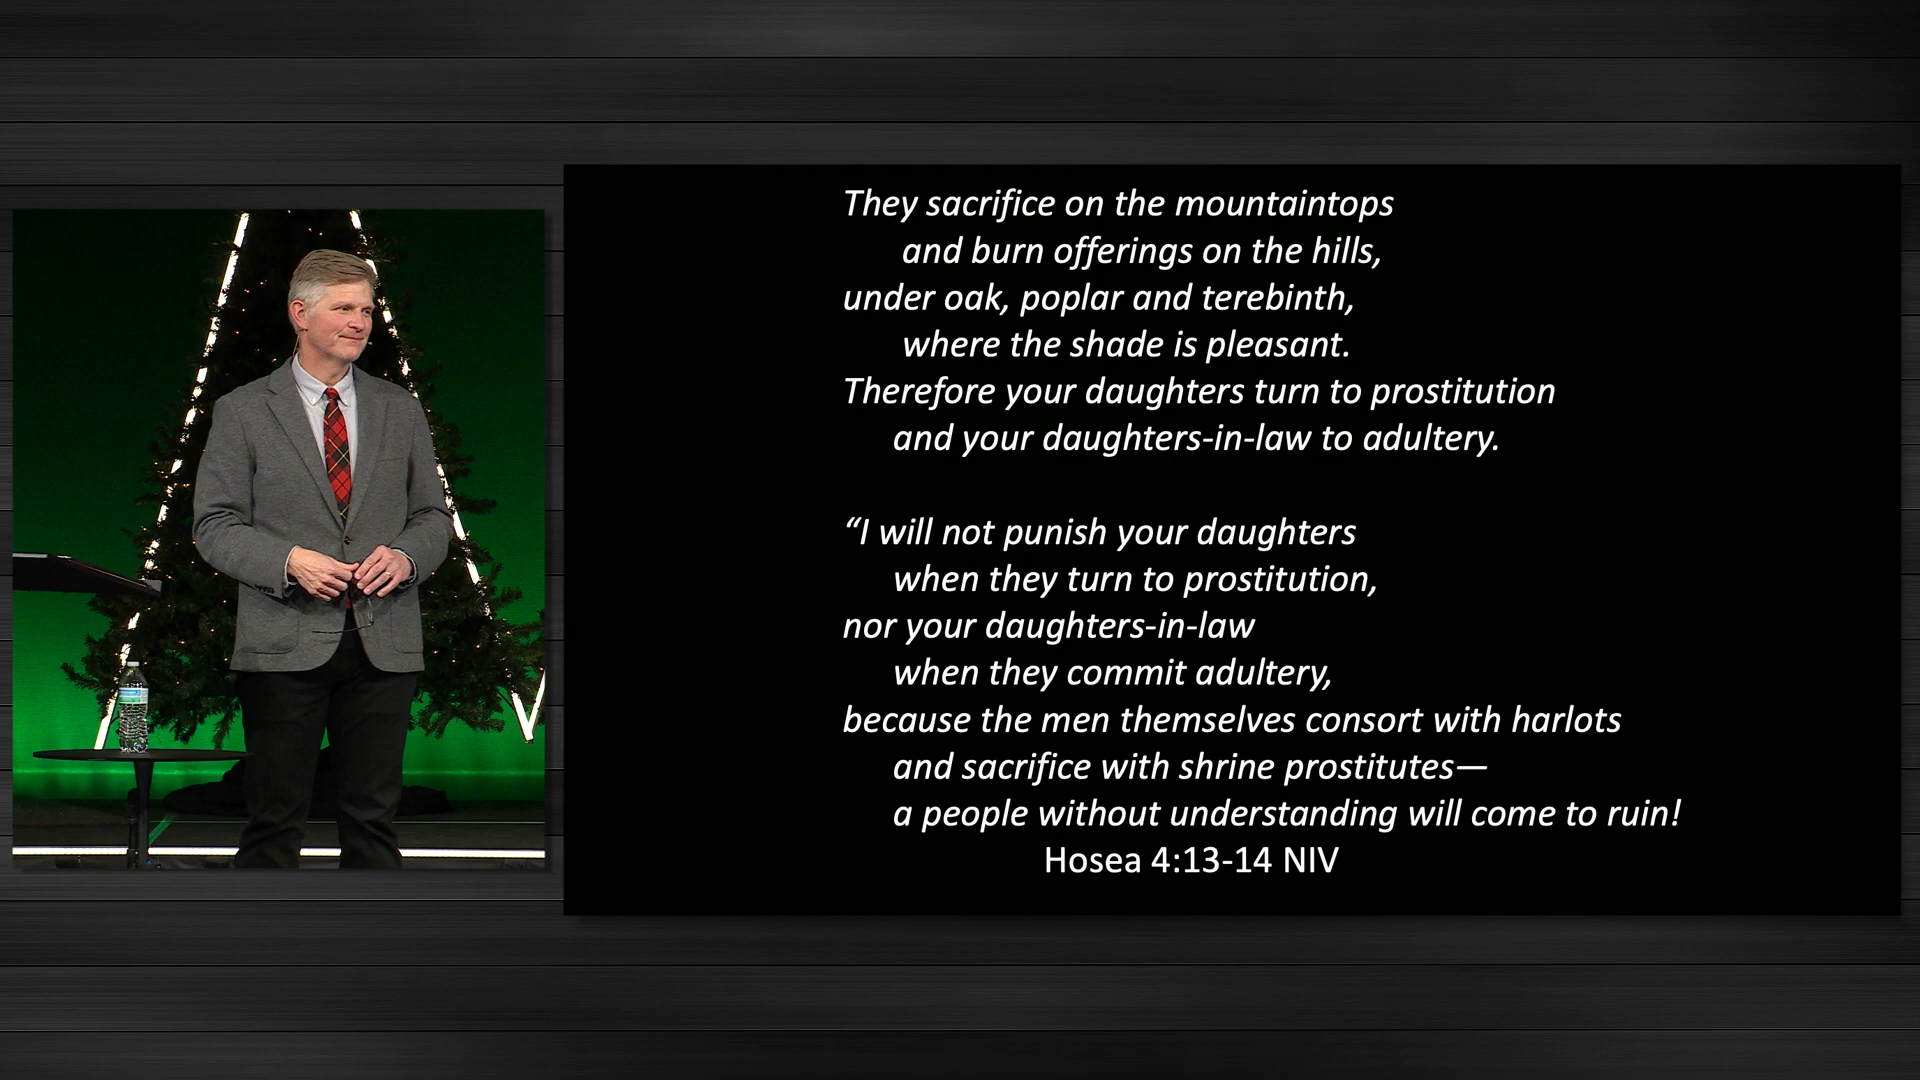 They sacrifice on the mountaintops
and burn offerings on the hills,
under oak, poplar and terebinth,
where the shade is pleasant.
Therefore your daughters turn to prostitution
and your daughters-in-law to adultery.
“I will not punish your daughters
when they turn to prostitution,
nor your daughters-in-law
when they commit adultery,
because the men themselves consort with harlots
and sacrifice with shrine prostitutes—
a people without understanding will come to ruin!
Hosea 4:13-14 NIV